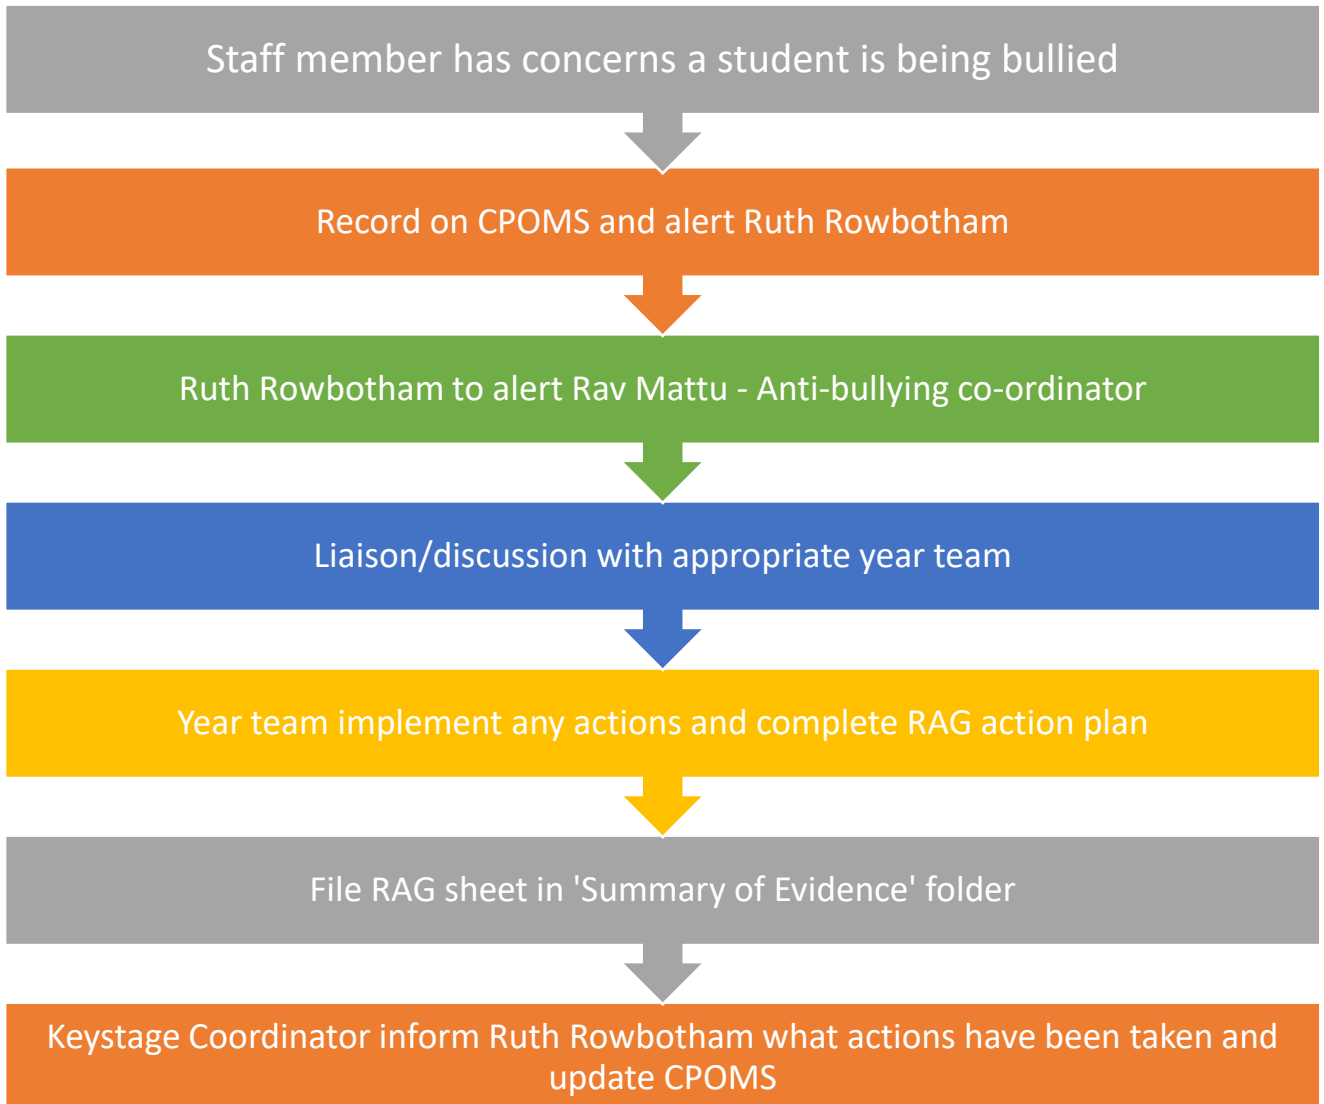 Staff member has concerns a student is being bullied
Record on CPOMS and alert Ruth Rowbotham
Ruth Rowbotham to alert Rav Mattu - Anti-bullying co-ordinator
Liaison/discussion with appropriate year team
Year team implement any actions and complete RAG action plan
File RAG sheet in 'Summary of Evidence' folder
Keystage Coordinator inform Ruth Rowbotham what actions have been taken and
update CPOMS